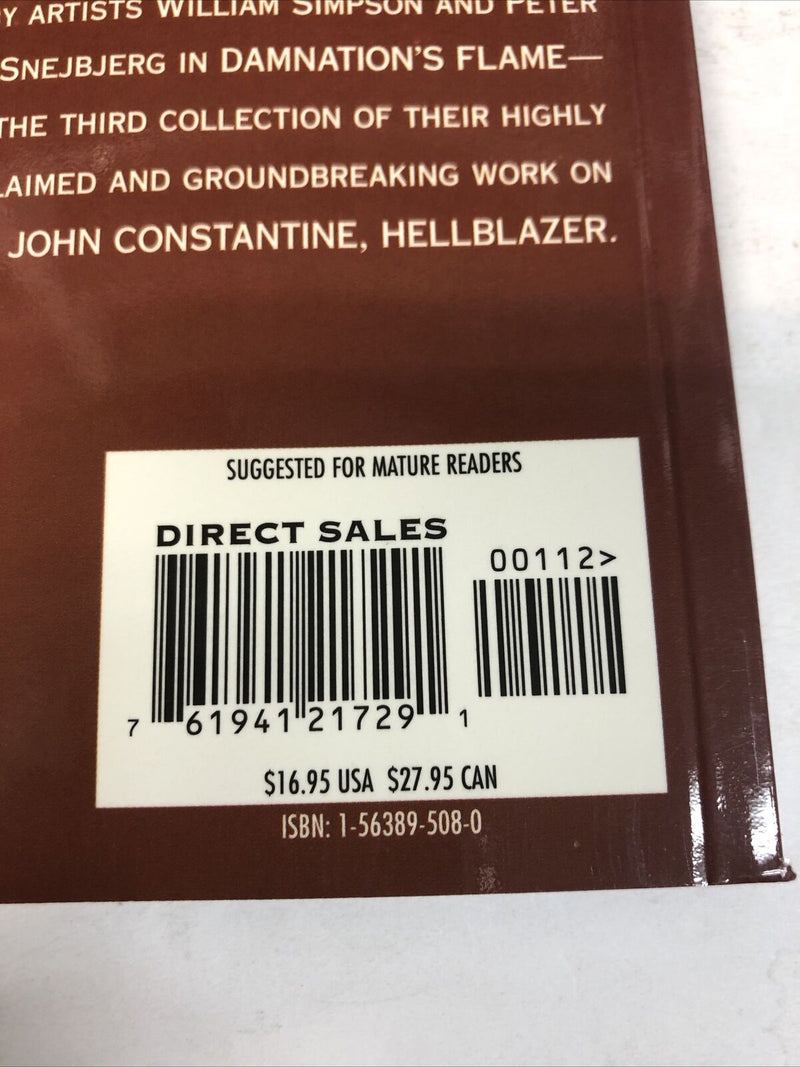 Y ARTISTS WILLIAM SIMPSON AND PETER
SNEJBJERG IN DAMNATION'S FLAME—
THE THIRD COLLECTION OF THEIR HIGHLY
LAIMED AND GROUNDBREAKING WORK ON
JOHN CONSTANTINE, HELLBLAZER.
SUGGESTED FOR MATURE READERS
DIRECT SALES
00112>
7 61941 21729 1
$16.95 USA $27.95 CAN
ISBN: 1-56389-508-0